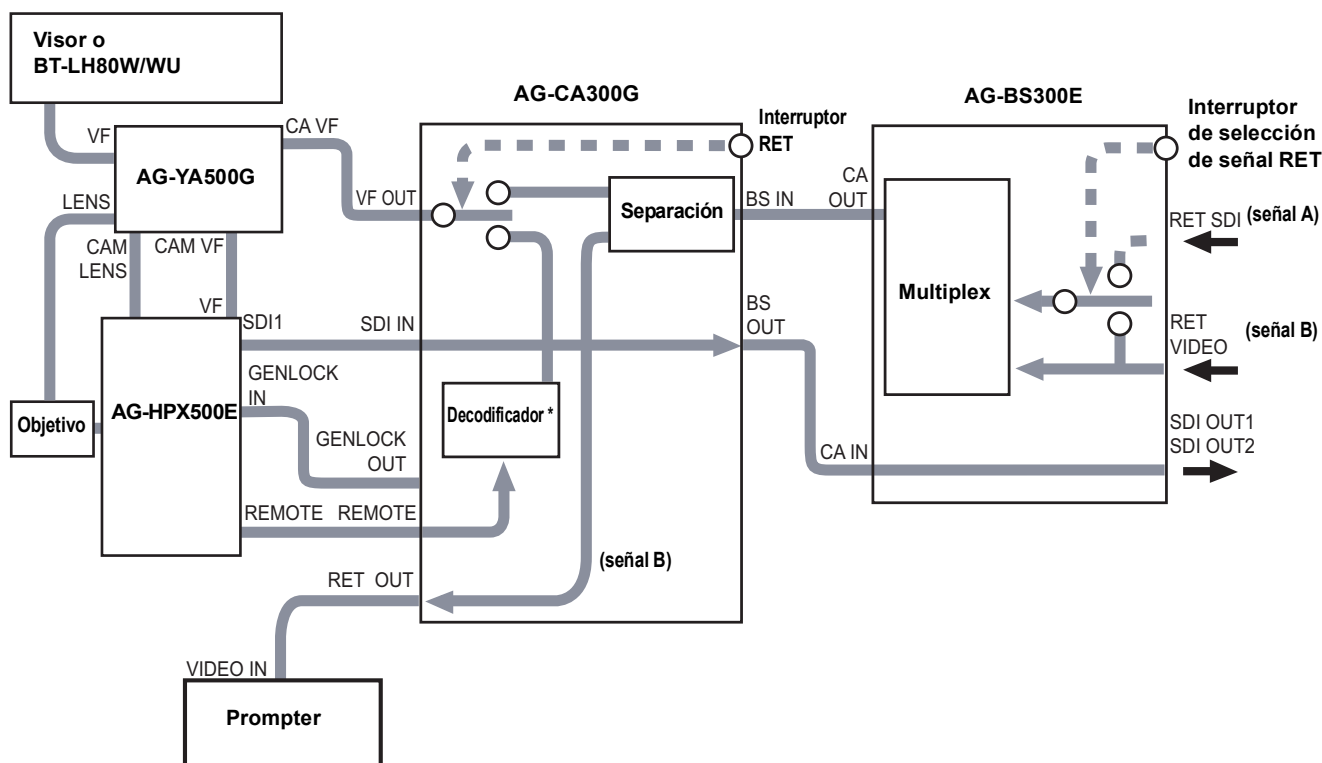 Visor o
BT-LH80W/WU
AG-CA300G
AG-BS300E
Interruptor
RET
Interruptor
de selección
de señal RET
VF
CA VF
AG-YA500G
LENS
VF OUT
Separación
BS IN
CA
OUT
RET SDI
(señal A)
CAM
LENS
CAM VF
Multiplex
VF
SDI1
SDI IN
BS
OUT
RET
VIDEO
(señal B)
GENLOCK
IN
AG-HPX500E
Objetivo
Decodificador *
GENLOCK
OUT
CA IN
SDI OUT1
SDI OUT2
REMOTE
REMOTE
(señal B)
RET OUT
VIDEO IN
Prompter